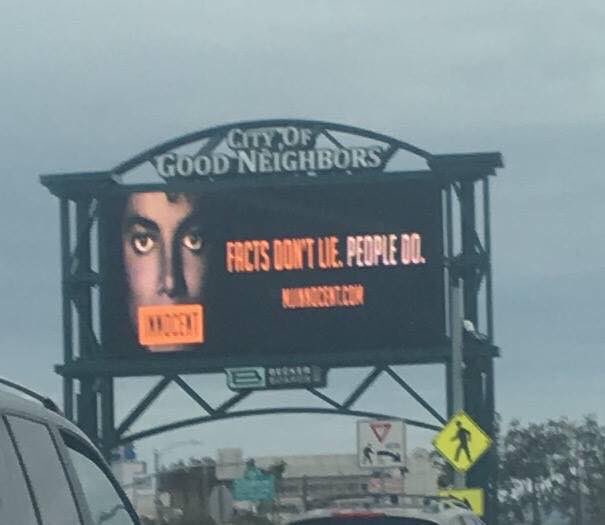 CITY OF
GOOD NEIGHBORS
FACTS DON'T LIE. PEOPLE DO.
MJINNOCENT.COM
INNOCENT